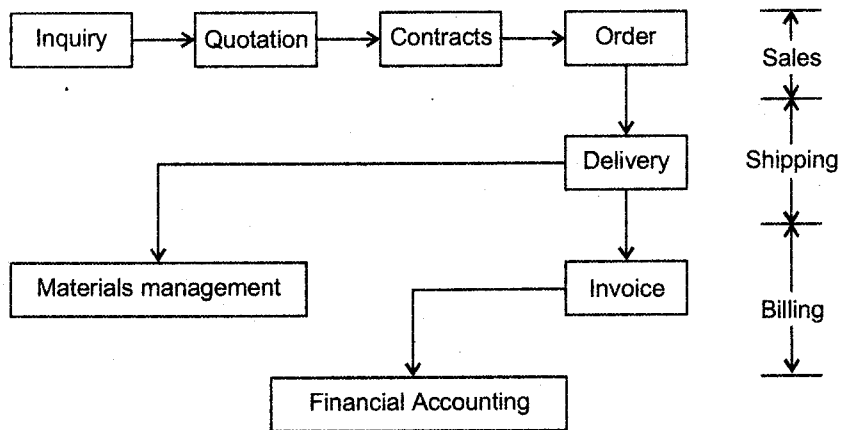 Inquiry
Quotation
Contracts
Order
Sales
Delivery
Shipping
Materials management
Invoice
Billing
Financial Accounting